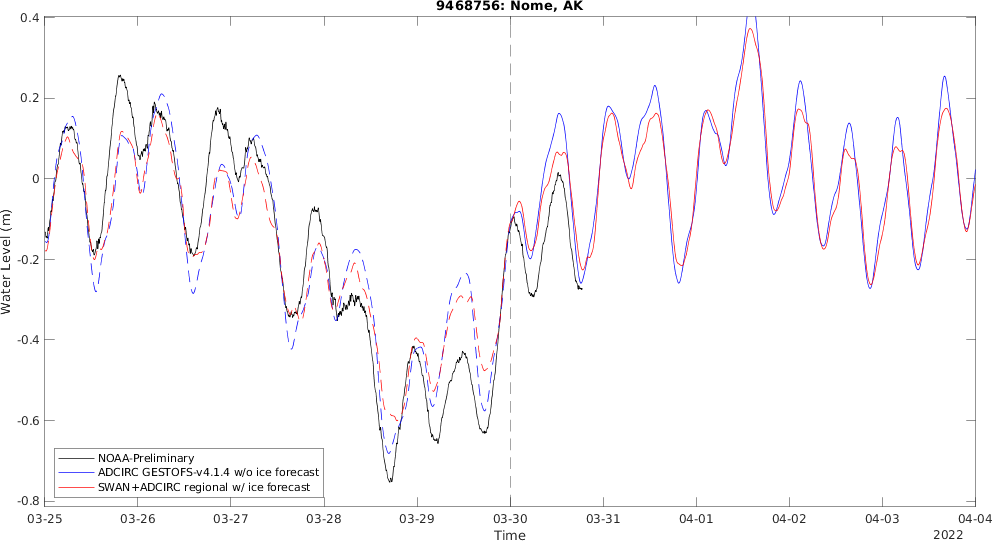 9468756: Nome, AK
0.4
0.2
0
-0.2
-0.4
-0.6
-0.8
Water Level (m)
NOAA-Preliminary
ADCIRC GESTOFS-v4.1.4 w/o ice forecast
SWAN+ADCIRC regional w/ ice forecast
03-25 03-26 03-27 03-28 03-29 03-30 03-31 04-01 04-02 04-03 04-04
Time
2022